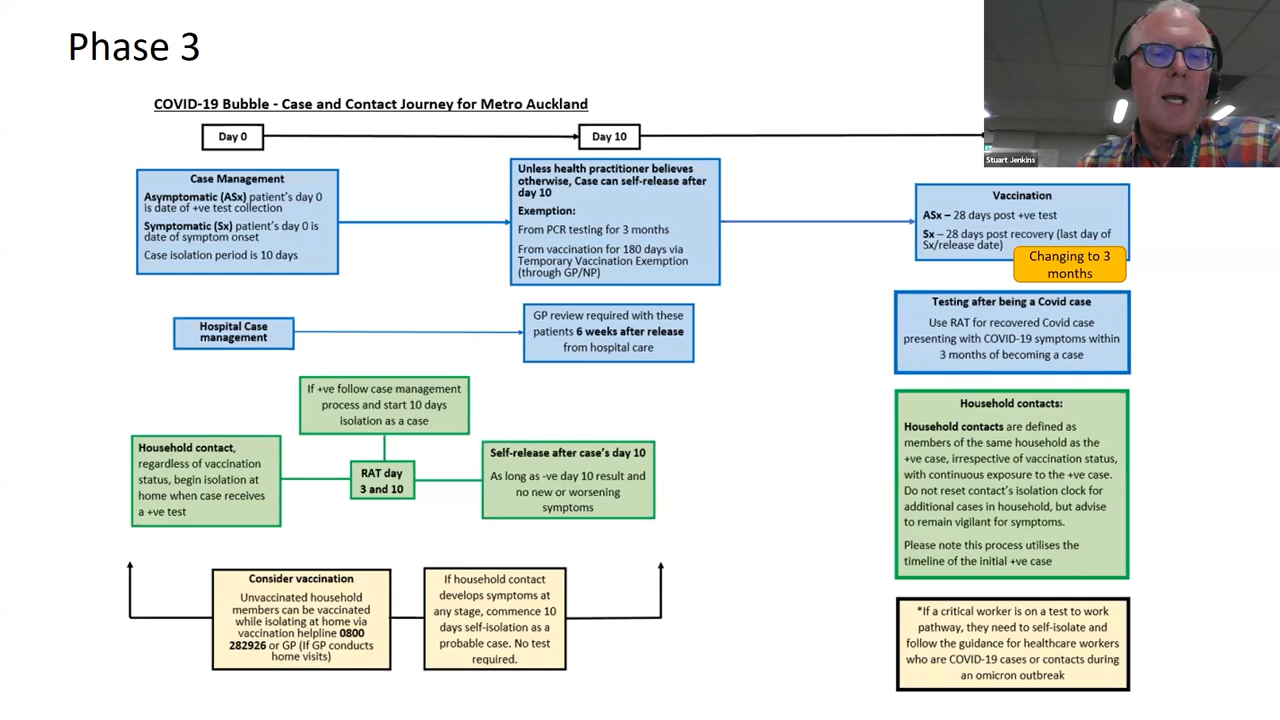 Phase 3
Stuart Jenkins
COVID-19 Bubble - Case and Contact Journey for Metro Auckland
Day 0
Day 10
Case Management
Asymptomatic (ASx) patient's day 0
is date of +ve test collection
Symptomatic (Sx) patient's day 0 is
date of symptom onset
Case isolation period is 10 days
Unless health practitioner believes
otherwise, Case can self-release after
day 10
Exemption:
From PCR testing for 3 months
From vaccination for 180 days via
Temporary Vaccination Exemption
(through GP/NP)
Vaccination
ASx – 28 days post +ve test
Sx – 28 days post recovery (last day of
Sx/release date)
Changing to 3
months
Hospital Case
management
GP review required with these
patients 6 weeks after release
from hospital care
Testing after being a Covid case
Use RAT for recovered Covid case
presenting with COVID-19 symptoms within
3 months of becoming a case
If +ve follow case management
process and start 10 days
isolation as a case
Household contact,
regardless of vaccination
status, begin isolation at
home when case receives
a +ve test
RAT day
3 and 10
Self-release after case's day 10
As long as -ve day 10 result and
no new or worsening
symptoms
Household contacts:
Household contacts are defined as
members of the same household as the
+ve case, irrespective of vaccination status,
with continuous exposure to the +ve case.
Do not reset contact's isolation clock for
additional cases in household, but advise
to remain vigilant for symptoms.
Please note this process utilises the
timeline of the initial +ve case
Consider vaccination
Unvaccinated household
members can be vaccinated
while isolating at home via
vaccination helpline 0800
282926 or GP (If GP conducts
home visits)
If household contact
develops symptoms at
any stage, commence 10
days self-isolation as a
probable case. No test
required.
*If a critical worker is on a test to work
pathway, they need to self-isolate and
follow the guidance for healthcare workers
who are COVID-19 cases or contacts during
an omicron outbreak